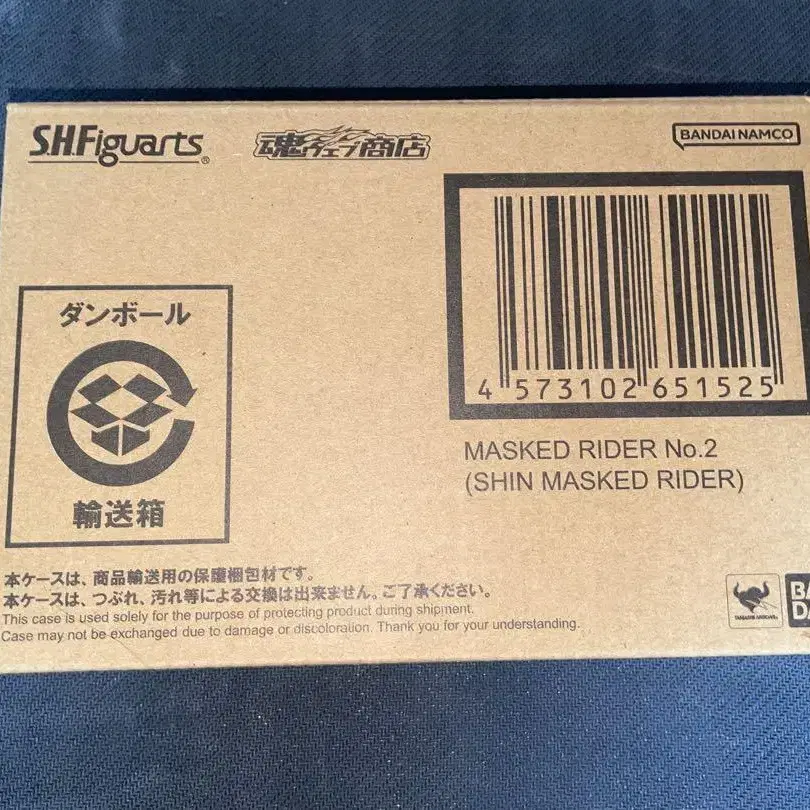 S.H.Figuarts®
魂ウェブ商店
BANDAI NAMCO
4 573102 651525
MASKED RIDER No.2
(SHIN MASKED RIDER)
ダンボール
輸送箱
本ケースは、商品輸送用の保護梱包材です。
本ケースは、つぶれ、汚れ等による交換は出来ません。ご了承ください。
This case is used solely for the purpose of protecting product during shipment.
Case may not be exchanged due to damage or discoloration. Thank you for your understanding.
TAMASHII NATIONS